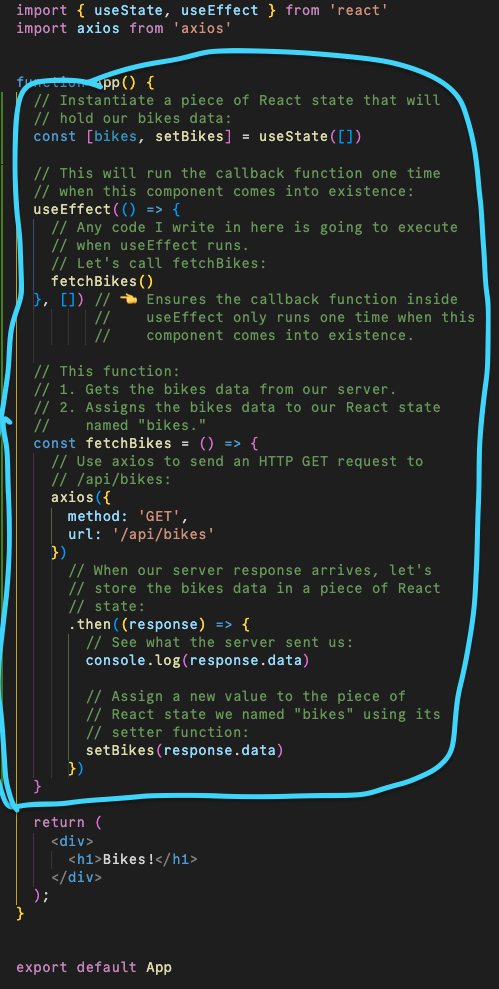 import { useState, useEffect } from 'react'
import axios from 'axios'
function App() {
// Instantiate a piece of React state that will
// hold our bikes data:
const [bikes, setBikes] = useState([])
// This will run the callback function one time
// when this component comes into existence:
useEffect(() => {
// Any code I write in here is going to execute
// when useEffect runs.
// Let's call fetchBikes:
fetchBikes()
}, []) // 👈 Ensures the callback function inside
// useEffect only runs one time when this
// component comes into existence.
// This function:
// 1. Gets the bikes data from our server.
// 2. Assigns the bikes data to our React state
// named "bikes."
const fetchBikes = () => {
// Use axios to send an HTTP GET request to
// /api/bikes:
axios({
method: 'GET',
url: '/api/bikes'
})
// When our server response arrives, let's
// store the bikes data in a piece of React
// state:
.then((response) => {
// See what the server sent us:
console.log(response.data)
// Assign a new value to the piece of
// React state we named "bikes" using its
// setter function:
setBikes(response.data)
})
}
return (
<div>
<h1>Bikes!</h1>
</div>
);
}
export default App